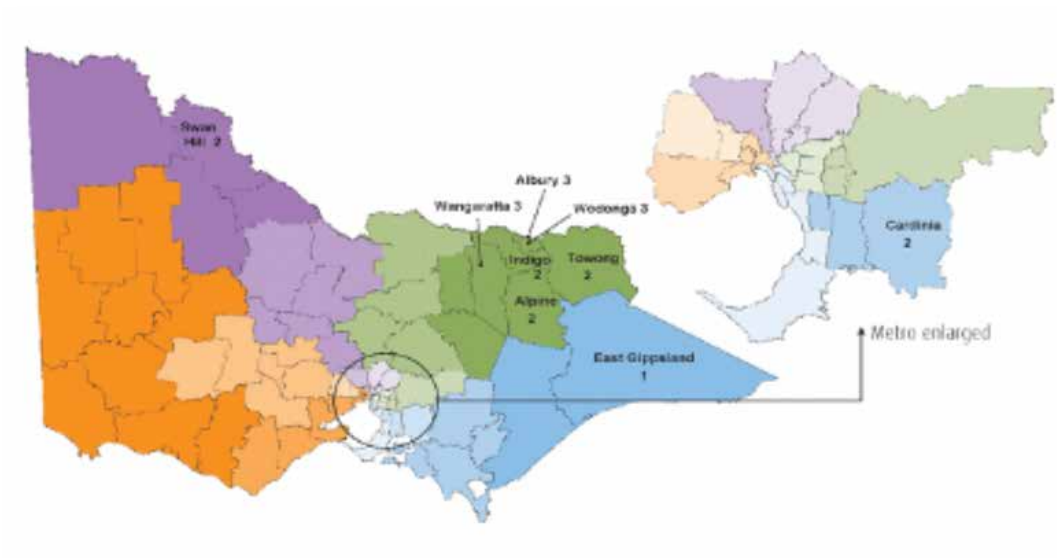 Swan
Hill 2
Albury 3
Wangaratta 3
Wodonga 3
Indigo
2
Towong
Alpine
2
East Gippsland
1
Cardinia
2
Metro enlarged